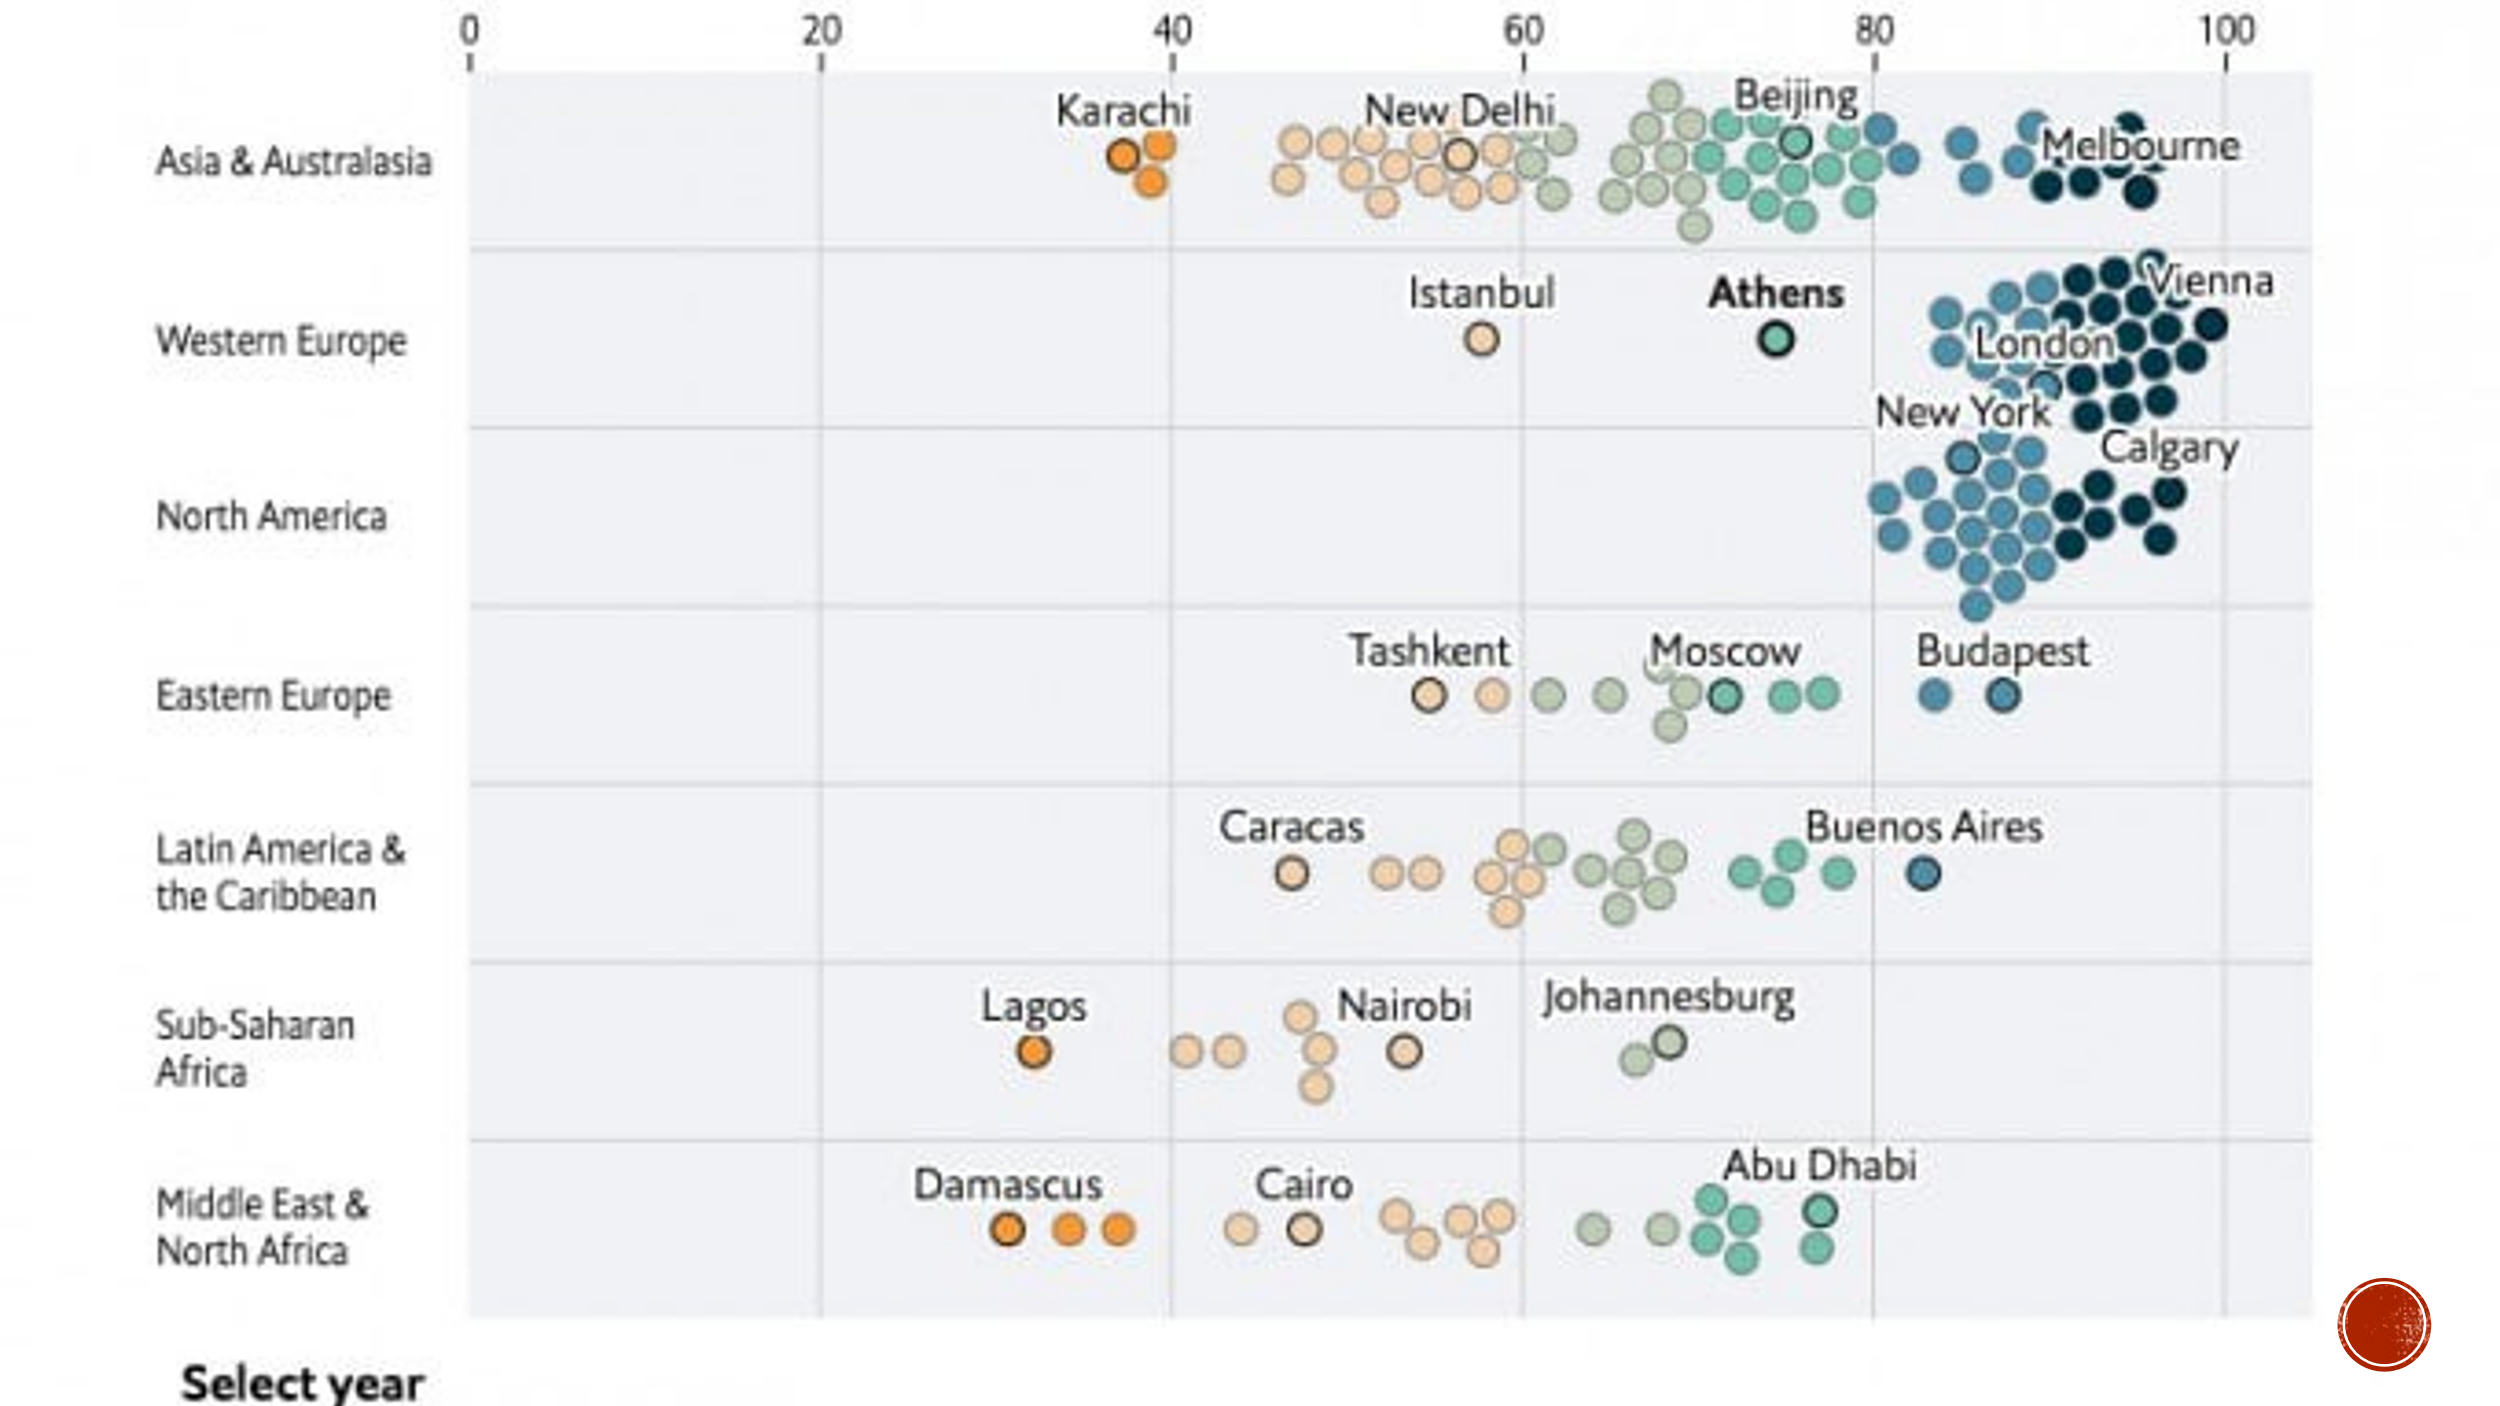 0 20 40 60 80 100
Karachi New Delhi Beijing
Asia & Australasia Melbourne
Istanbul Athens Vienna
Western Europe London
New York
Calgary
North America
Tashkent Moscow Budapest
Eastern Europe
Caracas Buenos Aires
Latin America &
the Caribbean
Lagos Nairobi Johannesburg
Sub-Saharan
Africa
Damascus Cairo Abu Dhabi
Middle East &
North Africa
Select year